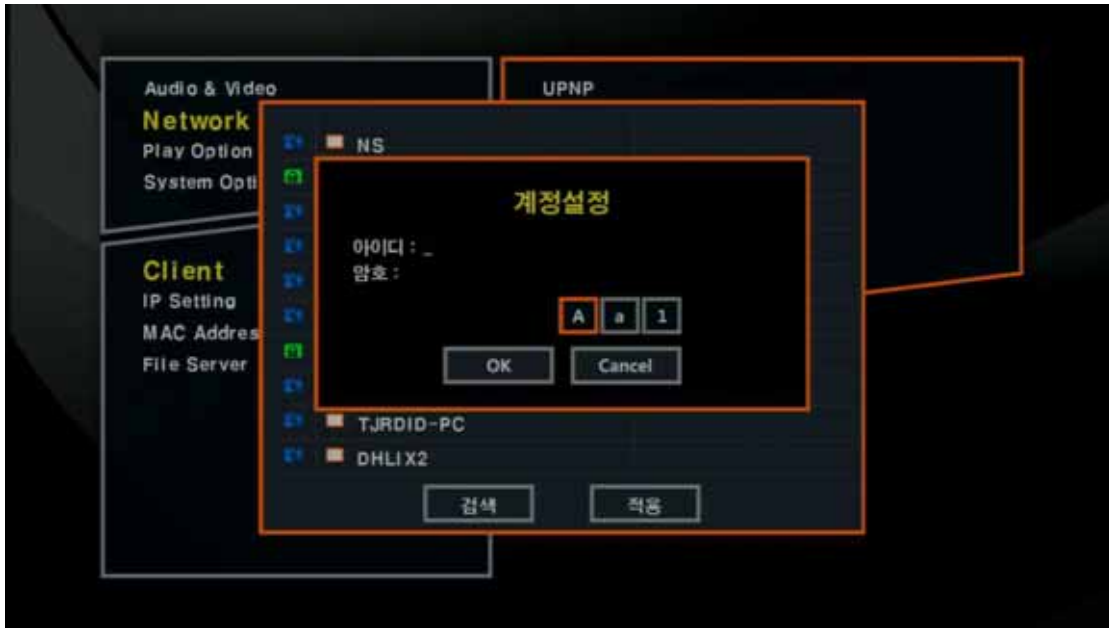 Audio & Video
Network
Play Option
System Opti
Client
IP Setting
MAC Addres
File Server
UPNP
NS
계정설정
아이디 : _
암호 :
A a 1
OK Cancel
TJRDID-PC
DHLIX2
검색 적용